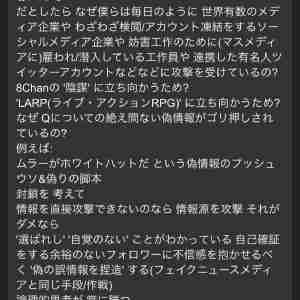 だとしたら なぜ僕らは毎日のように 世界有数のメデ
ィア企業や わざわざ検閲/アカウント凍結をするソー
シャルメディア企業や 妨害工作のために(マスメディ
アに)雇われ/潜入している工作員や 連携した有名人ツ
イッターアカウントなどなどに攻撃を受けているの?
8Chanの '陰謀' に立ち向かうため?
'LARP(ライブ・アクションRPG)' に立ち向かうため?
なぜ Qについての絶え間ない偽情報がゴリ押しされ
ているの?
例えば:
ムラーがホワイトハットだ という偽情報のプッシュ
ウソ&偽りの脚本
封鎖を 考えて
情報を直接攻撃できないのなら 情報源を攻撃 それが
ダメなら
'選ばれし' '自覚のない' ことがわかっている 自己確証
をする余裕のないフォロワーに不信感を抱かせるべ
く '偽の誤情報を捏造' する(フェイクニュースメディ
アと同じ手段/作戦)
論理的思考が 常に勝つ